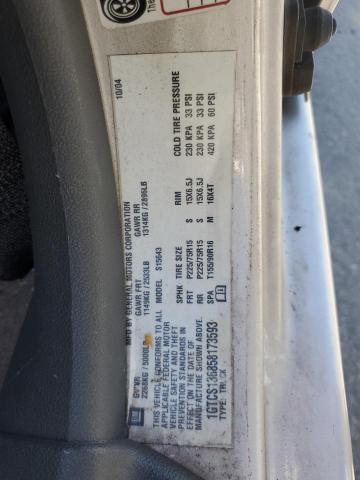 MFD BY GENERAL MOTORS CORPORATION
10/04
GVWR
GAWR FRT
GAWR RR
2268KG / 5000LB
1149KG / 2533LB
1314KG / 2896LB
THIS VEHICLE CONFORMS TO ALL
APPLICABLE FEDERAL MOTOR
VEHICLE SAFETY AND THEFT
PREVENTION STANDARDS IN
EFFECT ON THE DATE OF
MANUFACTURE SHOWN ABOVE.
1GTCS136858173593
TYPE: TRUCK
MODEL: S15643
SPHK TIRE SIZE RIM COLD TIRE PRESSURE
FRT P225/75R15 S 15X6.5J 230 KPA 33 PSI
RR P225/75R15 S 15X6.5J 230 KPA 33 PSI
SPA P155/90R16 M 16X4T 420 KPA 60 PSI
GM